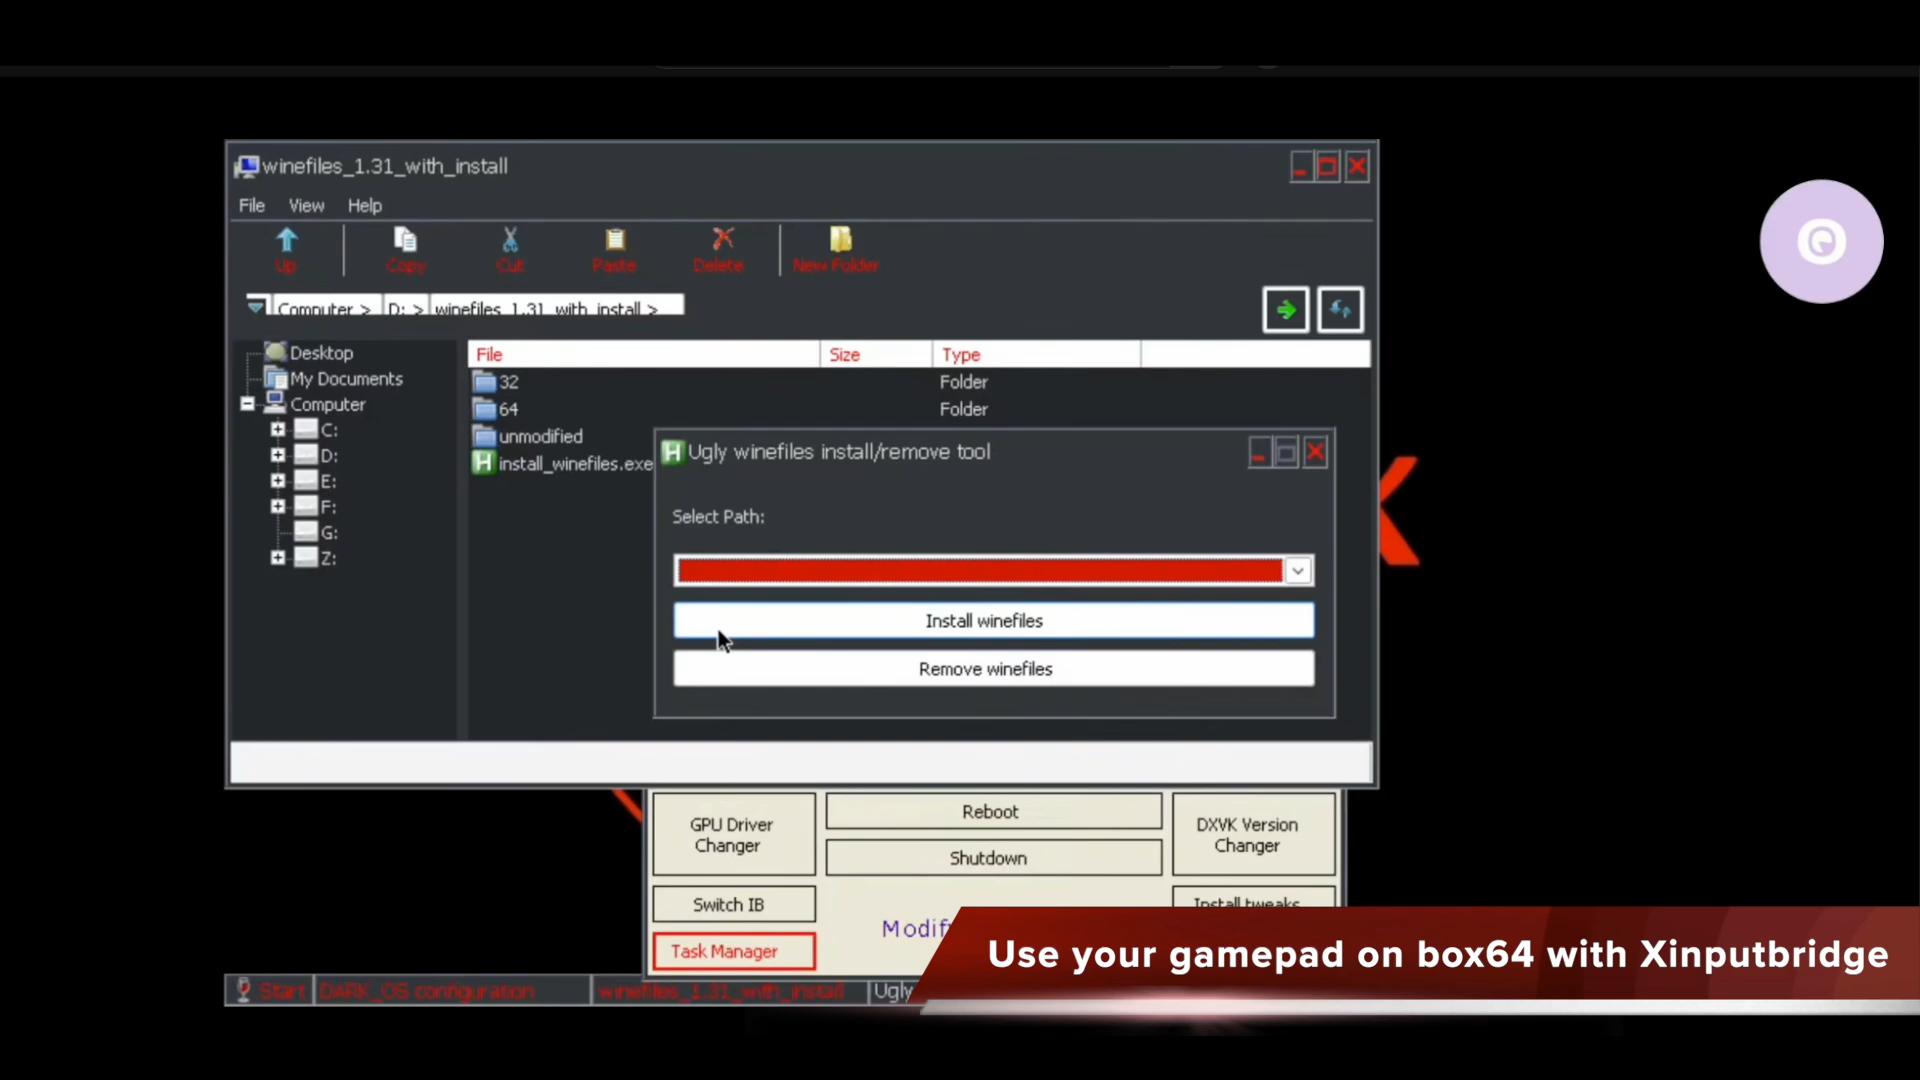 winefiles_1.31_with_install
File View Help
Up Copy Cut Paste Delete New Folder
Computer > D: > winefiles_1.31_with_install >
Desktop
My Documents
Computer
C:
D:
E:
F:
G:
Z:
File Size Type
32 Folder
64 Folder
unmodified
install_winefiles.exe
Ugly winefiles install/remove tool
Select Path:
Install winefiles
Remove winefiles
GPU Driver
Changer
Reboot
Shutdown
DXVK Version
Changer
Switch IB
Install tweaks
Task Manager
Use your gamepad on box64 with Xinputbridge
Start DARK_OS configuration winefiles_1.31_with_install Ugly